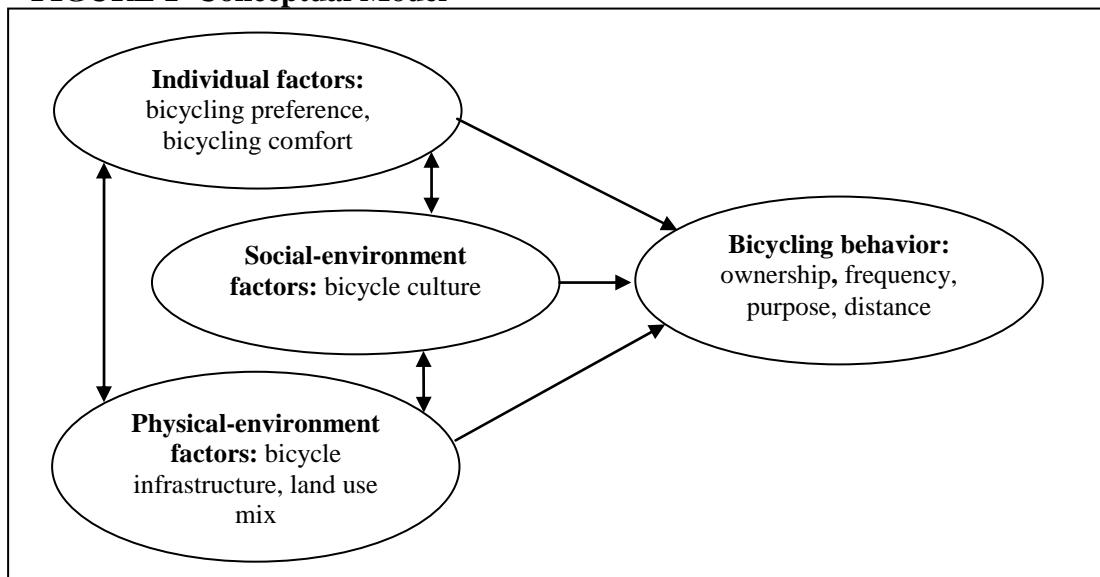 FIGURE 1 Conceptual Model
Individual factors:
bicycling preference,
bicycling comfort
Social-environment
factors: bicycle culture
Bicycling behavior:
ownership, frequency,
purpose, distance
Physical-environment
factors: bicycle
infrastructure, land use
mix